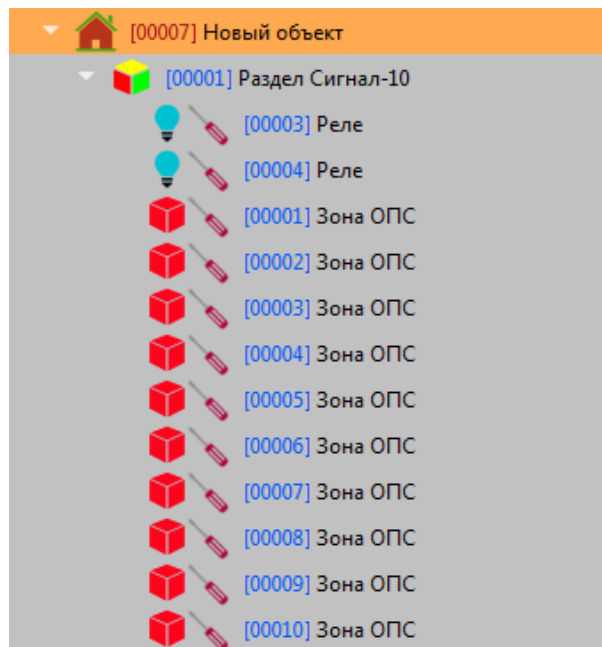 [00007] Новый объект
[00001] Раздел Сигнал-10
[00003] Реле
[00004] Реле
[00001] Зона ОПС
[00002] Зона ОПС
[00003] Зона ОПС
[00004] Зона ОПС
[00005] Зона ОПС
[00006] Зона ОПС
[00007] Зона ОПС
[00008] Зона ОПС
[00009] Зона ОПС
[00010] Зона ОПС